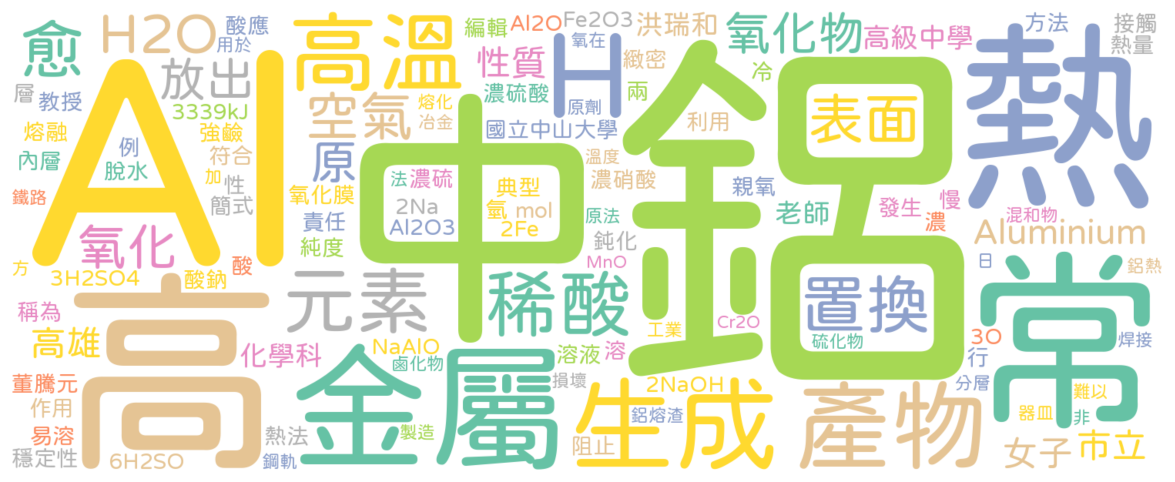 愈
H2O
酸應
用於
高溫
編輯
Al2O
Fe2O3
氧在
洪瑞和
氧化物
高級中學
方法
接觸
熱量
層
教授
放出
3339kJ
性質
濃硫酸
H
緻密
兩
冷
熔融
強鹼
空氣
熔化
冶金
原劑
國立中山大學
利用
表面
熱
內層
例
脫水
符合
原
Al
中
鋁
溫度
鐵路
加
性
簡式
氧化膜
法
濃硫
典型
濃硝酸
親氧
發生
慢
責任
2Na
氫
mol
原法
老師
濃
混和物
純度
Al2O3
2Fe
鈍化
Aluminium
氧化
MnO
方
3H2SO4
酸鈉
酸
日
鋁熱
稱為
高
元素
稀酸
置換
常
高雄
化學科
NaAlO
鹵化物
溶液
溶
工業
Cr2O
硫化物
3O
行
焊接
董騰元
金屬
損壞
2NaOH
分層
作用
生成
產物
難以
易溶
熱法
製造
鋁熔渣
器皿
非
穩定性
6H2SO
鋼軌
阻止
女子
市立